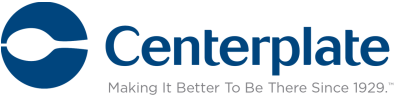 Centerplate
Making It Better To Be There Since 1929.™